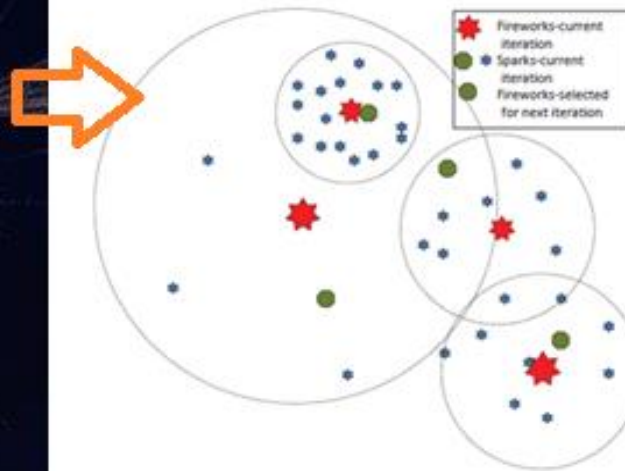 Fireworks-current
iteration
Sparks-current
iteration
Fireworks-selected
for next iteration